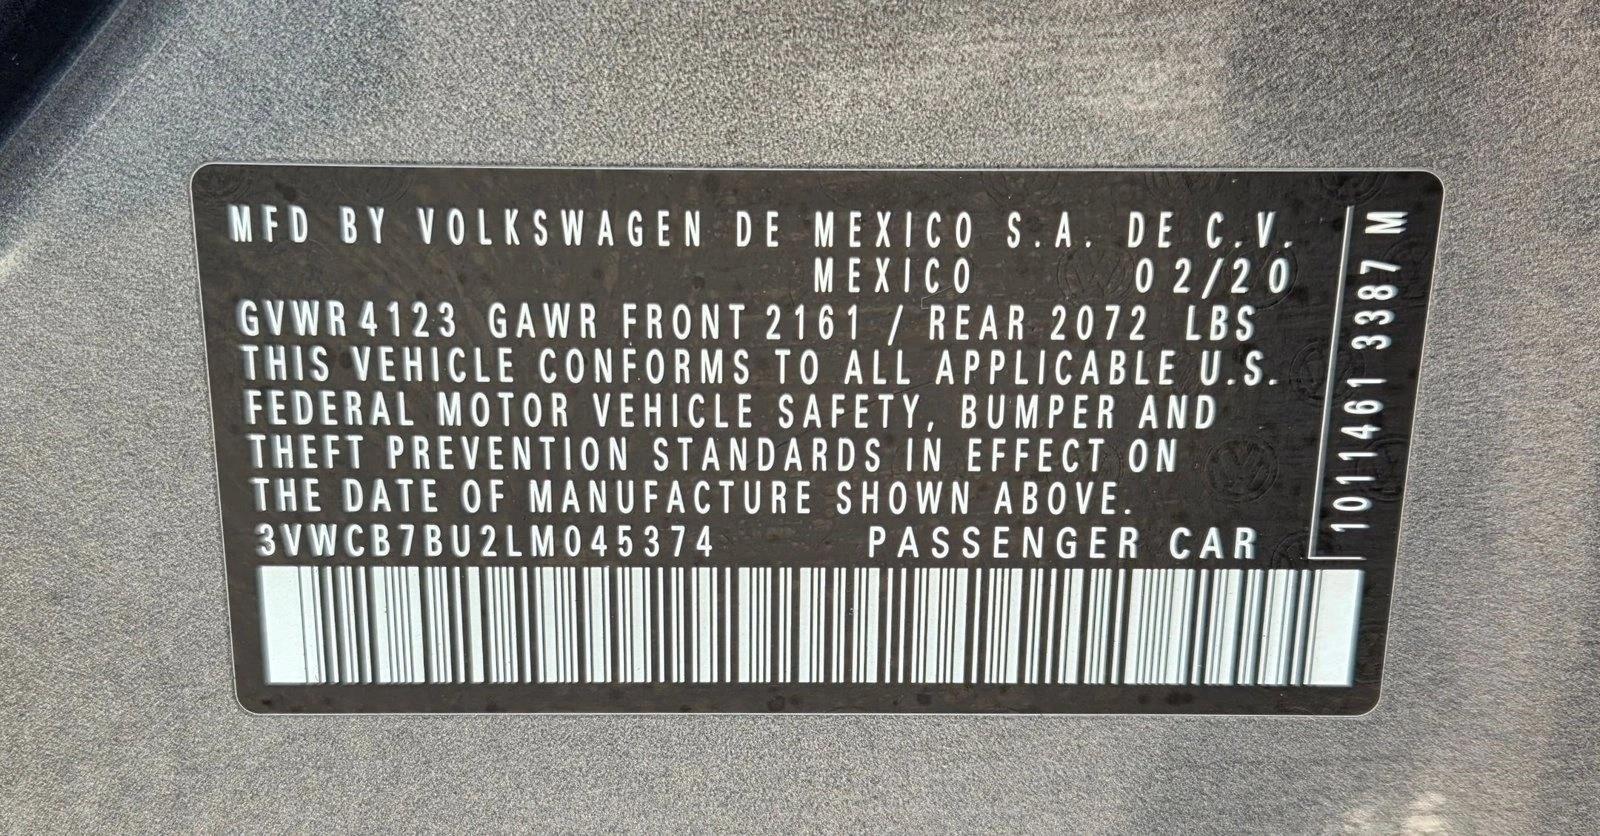 MFD BY VOLKSWAGEN DE MEXICO S.A. DE C.V.
MEXICO 02/20
GVWR 4123 GAWR FRONT 2161 / REAR 2072 LBS
THIS VEHICLE CONFORMS TO ALL APPLICABLE U.S.
FEDERAL MOTOR VEHICLE SAFETY, BUMPER AND
THEFT PREVENTION STANDARDS IN EFFECT ON
THE DATE OF MANUFACTURE SHOWN ABOVE.
3VWCB7BU2LM045374 PASSENGER CAR
1011461 3387 M